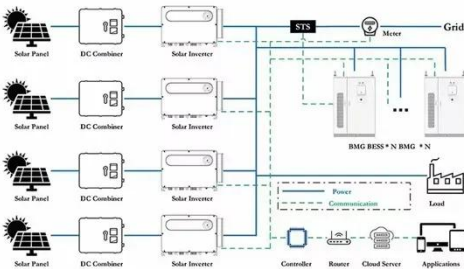 STS
Meter
Grid
Solar Panel DC Combiner Solar Inverter
Solar Panel DC Combiner Solar Inverter
BMG BESS * N BMG * N
Solar Panel DC Combiner Solar Inverter
Power
Communication
Load
Solar Panel DC Combiner Solar Inverter
Controller Router Cloud Server Applications